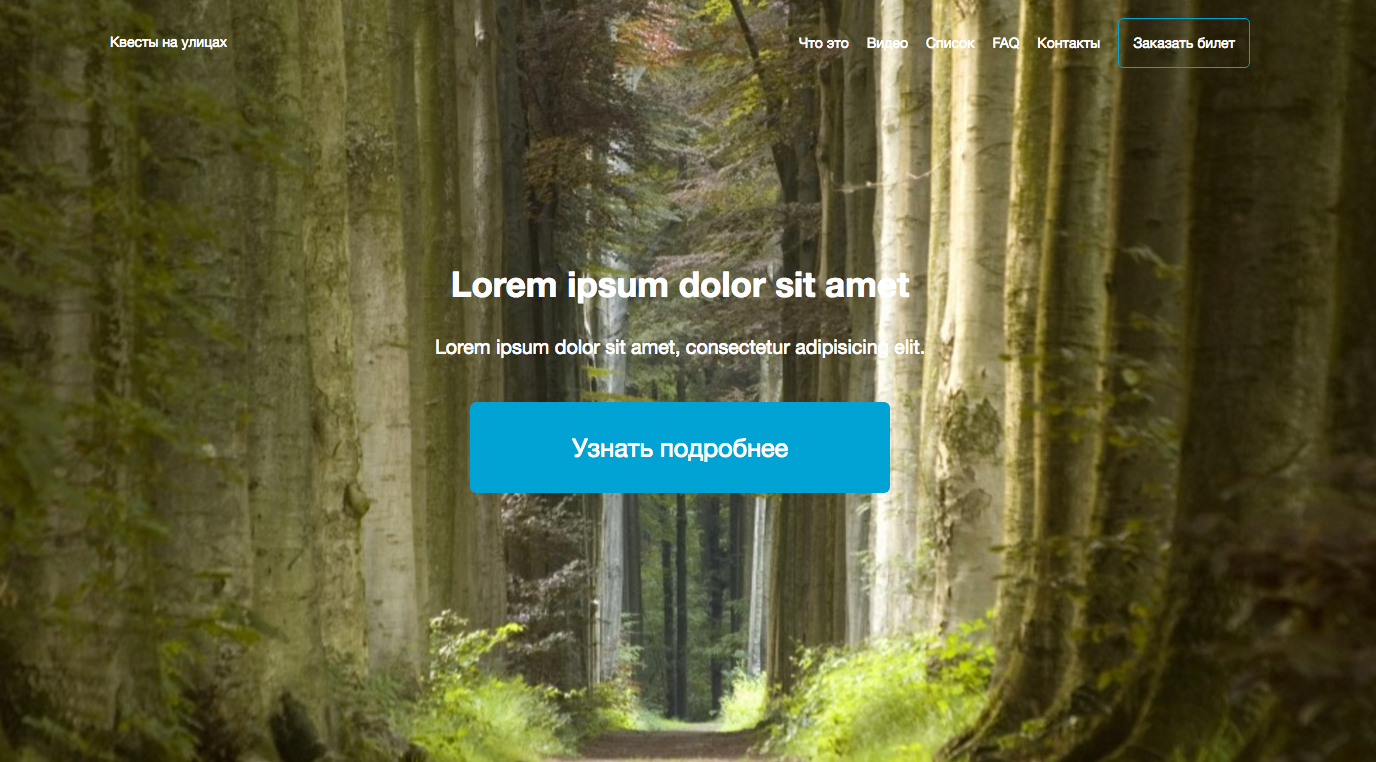 Квесты на улицах
Что это Видео Список FAQ Контакты Заказать билет
Lorem ipsum dolor sit amet
Lorem ipsum dolor sit amet, consectetur adipisicing elit.
Узнать подробнее